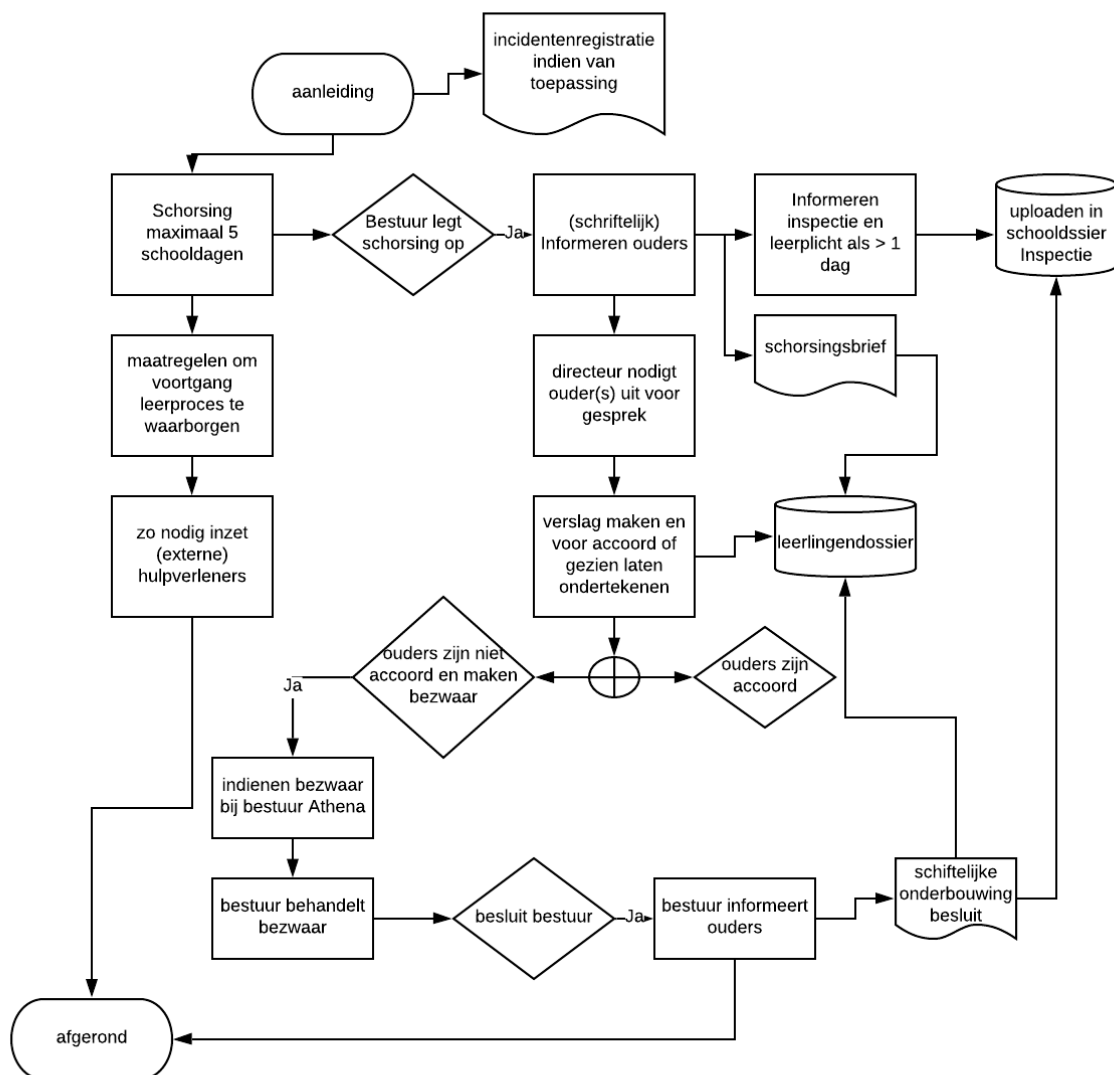 incidentenregistratie
indien van
toepassing
aanleiding
Schorsing
maximaal 5
schooldagen
Bestuur legt
schorsing op
Ja
(schriftelijk)
Informeren ouders
Informeren
inspectie en
leerplicht als > 1
dag
uploaden in
schooldssier
Inspectie
maatregelen om
voortgang
leerproces te
waarborgen
directeur nodigt
ouder(s) uit voor
gesprek
schorsingsbrief
zo nodig inzet
(externe)
hulpverleners
verslag maken en
voor accoord of
gezien laten
ondertekenen
leerlingendossier
ouders zijn niet
accoord en maken
bezwaar
Ja
ouders zijn
accoord
indienen bezwaar
bij bestuur Athena
bestuur behandelt
bezwaar
besluit bestuur
Ja
bestuur informeert
ouders
schiftelijke
onderbouwing
besluit
afgerond